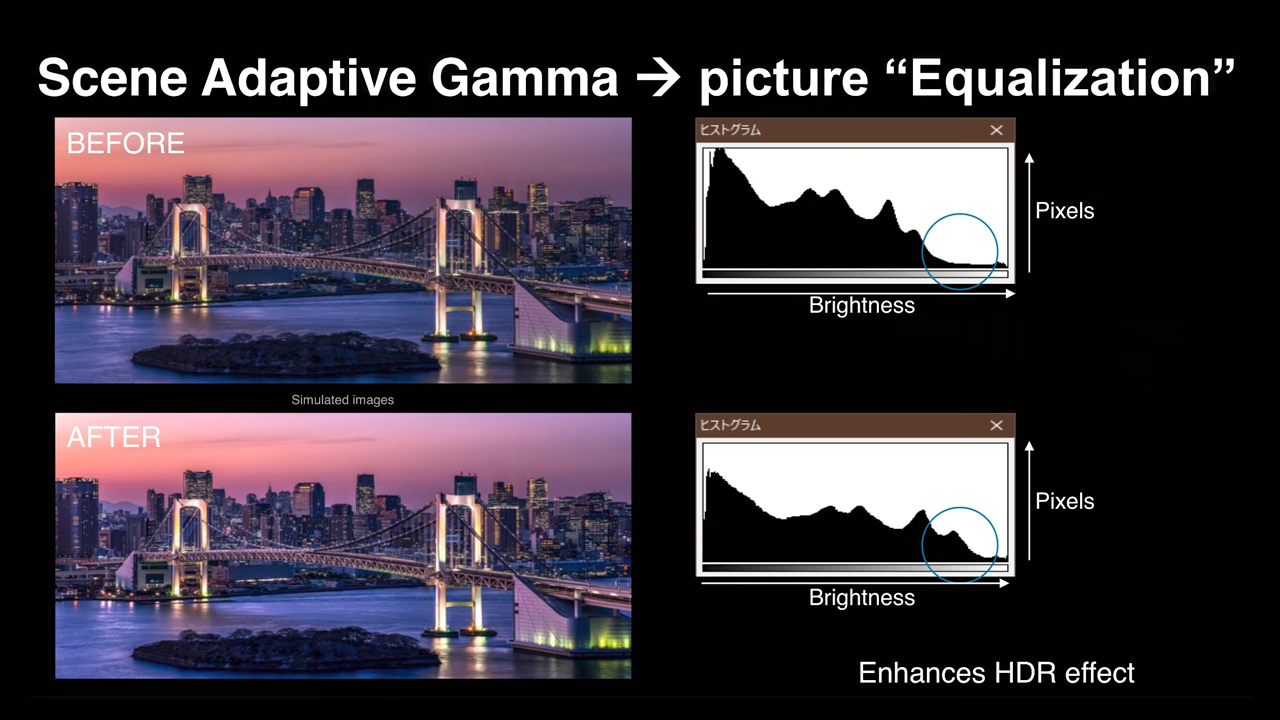 Scene Adaptive Gamma → picture “Equalization”
BEFORE
ヒストグラム
Pixels
Brightness
Simulated images
AFTER
ヒストグラム
Pixels
Brightness
Enhances HDR effect